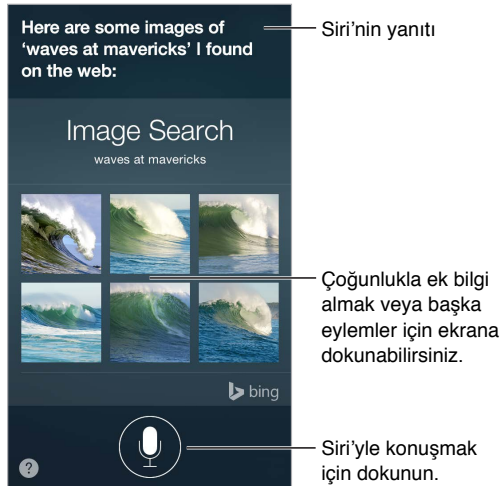 Here are some images of
‘waves at mavericks’ I found
on the web:
Siri’nin yanıtı
Image Search
waves at mavericks
Çoğunlukla ek bilgi
almak veya başka
eylemler için ekrana
dokunabilirsiniz.
bing
Siri’yle konuşmak
için dokunun.
?